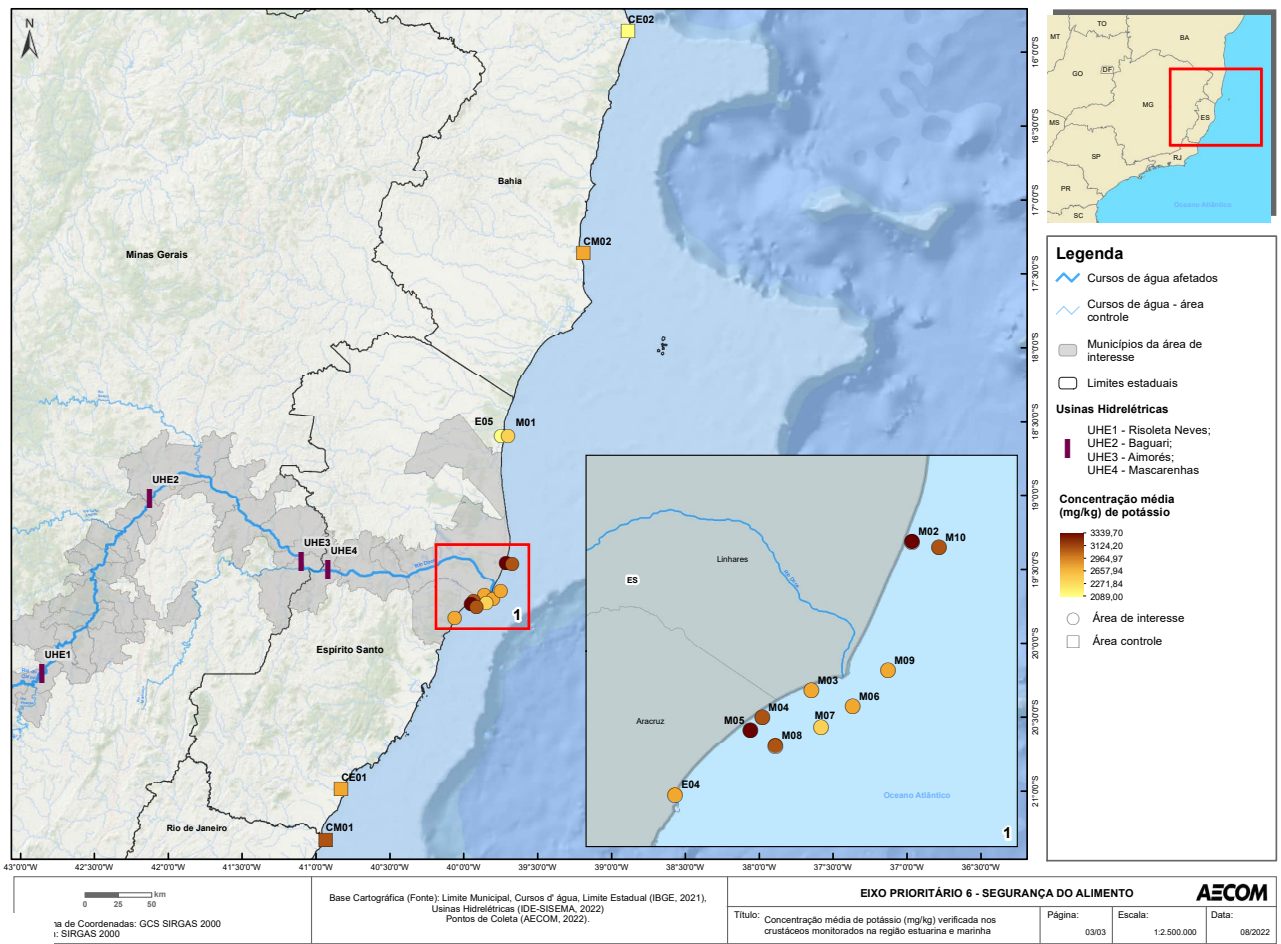 N
CE02
Bahia
Minas Gerais
CM02
E05
M01
UHE2
UHE3
UHE4
Rio Doce
1
Espírito Santo
UHE1
CE01
Rio de Janeiro
CM01
M02
M10
Linhares
ES
Rio Doce
M09
M03
M06
M04
M07
M05
Aracruz
M08
E04
Oceano Atlântico
1
16°0'0"S
16°30'0"S
17°0'0"S
17°30'0"S
18°0'0"S
18°30'0"S
19°0'0"S
19°30'0"S
20°0'0"S
20°30'0"S
21°0'0"S
43°0'0"W
42°30'0"W
42°0'0"W
41°30'0"W
41°0'0"W
40°30'0"W
40°0'0"W
39°30'0"W
39°0'0"W
38°30'0"W
38°0'0"W
37°30'0"W
37°0'0"W
36°30'0"W
TO
MT
BA
GO
DF
MG
MS
ES
SP
RJ
PR
SC
Oceano Atlântico
Legenda
Cursos de água afetados
Cursos de água - área
controle
Municípios da área de
interesse
Limites estaduais
Usinas Hidrelétricas
UHE1 - Risoleta Neves;
UHE2 - Baguari;
UHE3 - Aimorés;
UHE4 - Mascarenhas
Concentração média
(mg/kg) de potássio
3339,70
3124,20
2964,97
2657,94
2271,84
2089,00
Área de interesse
Área controle
km
0 25 50
na de Coordenadas: GCS SIRGAS 2000
: SIRGAS 2000
Base Cartográfica (Fonte): Limite Municipal, Cursos d' água, Limite Estadual (IBGE, 2021),
Usinas Hidrelétricas (IDE-SISEMA, 2022)
Pontos de Coleta (AECOM, 2022).
EIXO PRIORITÁRIO 6 - SEGURANÇA DO ALIMENTO
AECOM
Título: Concentração média de potássio (mg/kg) verificada nos
crustáceos monitorados na região estuarina e marinha
Página:
03/03
Escala:
1:2.500.000
Data:
08/2022